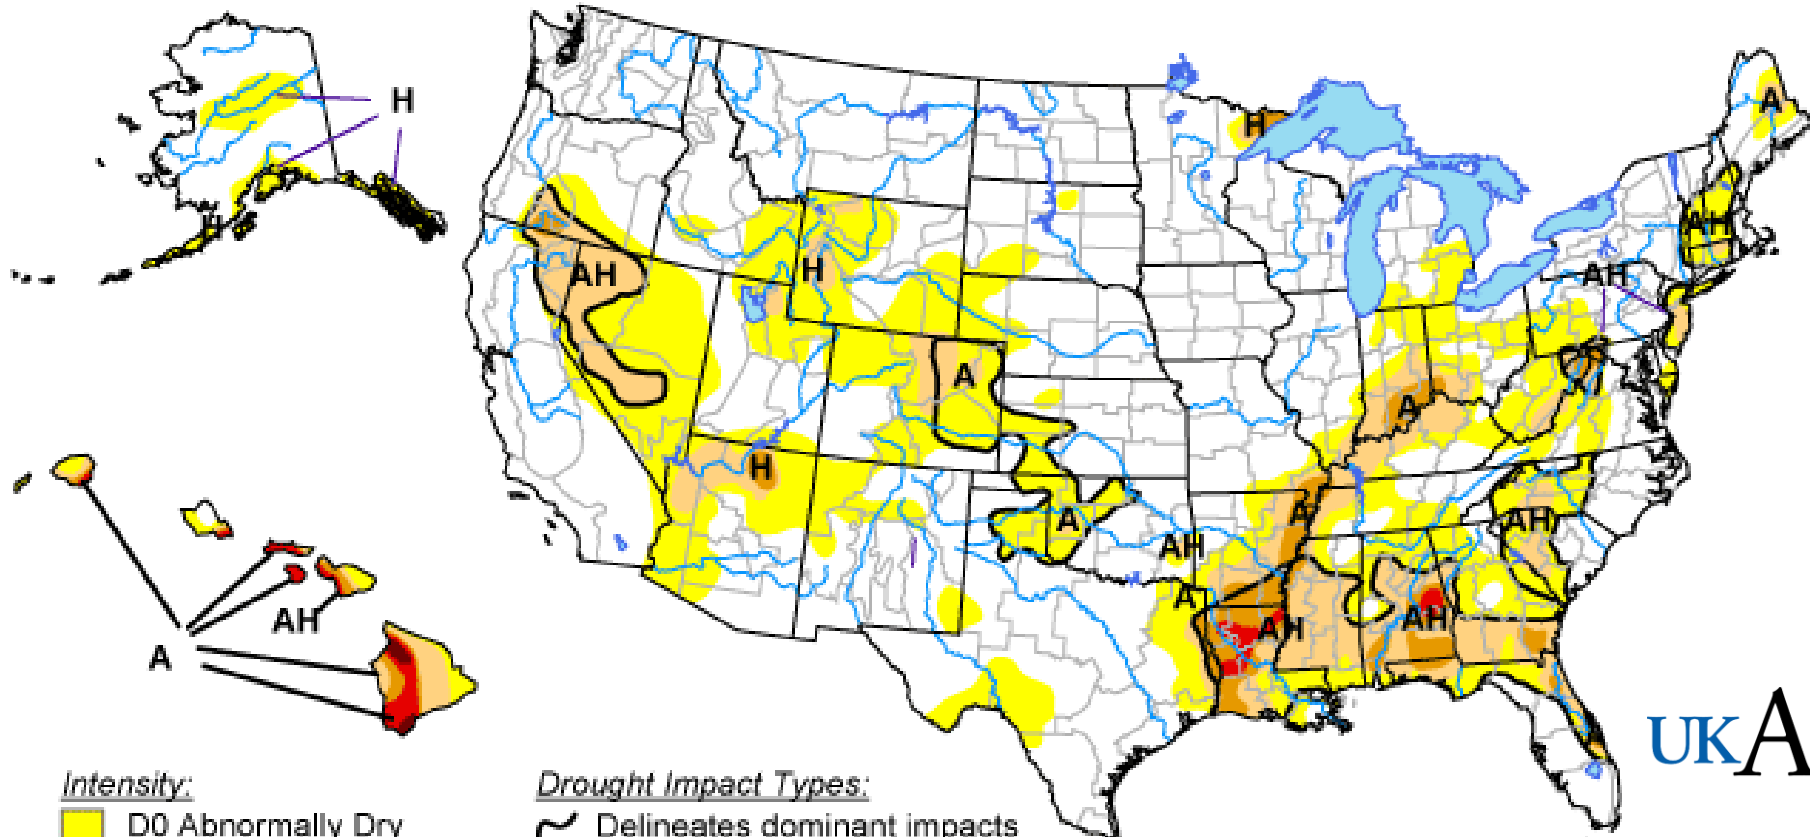 H
A
H
AH
AH
AH
H
A
A
H
A
A
AH
AH
A
AH
AH
AH
A
UKA
Intensity:
D0 Abnormally Dry
Drought Impact Types:
Delineates dominant impacts